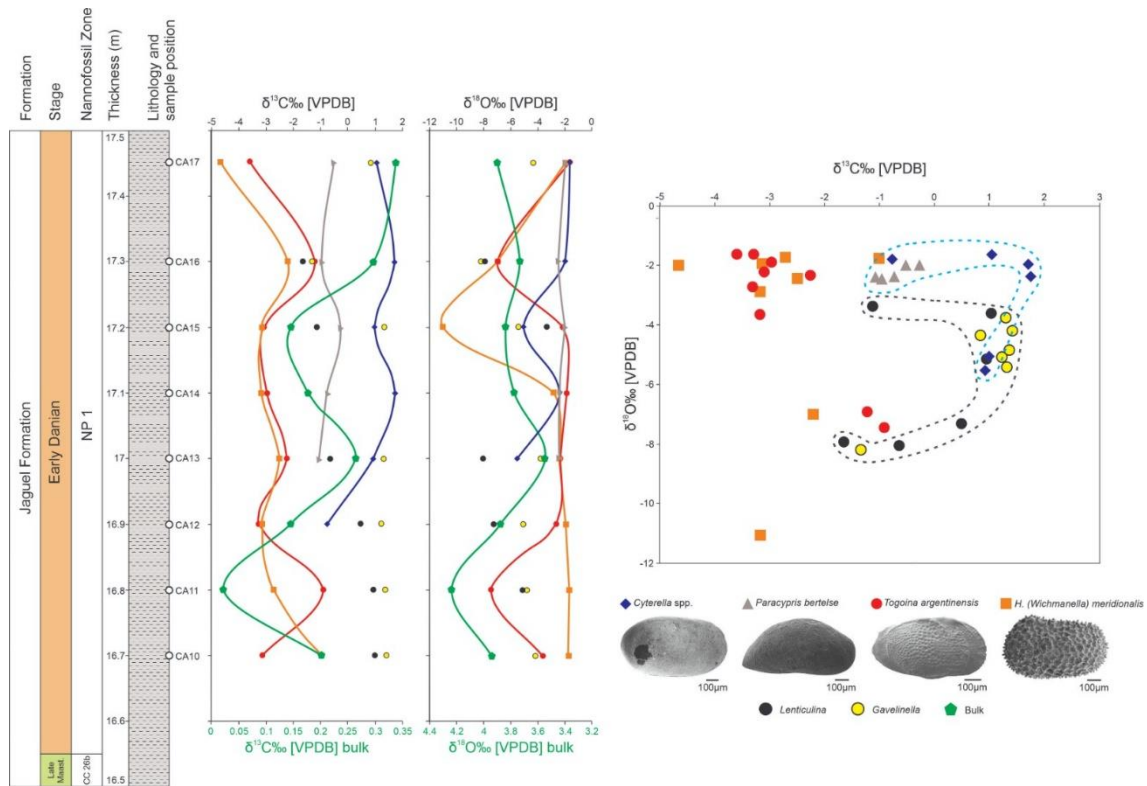 Formation
Stage
Nannofossil Zone
Thickness (m)
Lithology and
sample position
Jaguel Formation
Early Danian
Late
Maast.
NP 1
CC 26b
17.5
17.4
17.3
17.2
17.1
17
16.9
16.8
16.7
16.6
16.5
CA17
CA16
CA15
CA14
CA13
CA12
CA11
CA10
δ¹³C‰ [VPDB]
-5 -4 -3 -2 -1 0 1 2
0 0.05 0.1 0.15 0.2 0.25 0.3 0.35
δ¹³C‰ [VPDB] bulk
δ¹⁸O‰ [VPDB]
-12 -10 -8 -6 -4 -2 0
4.4 4.2 4 3.8 3.6 3.4 3.2
δ¹⁸O‰ [VPDB] bulk
δ¹³C‰ [VPDB]
-5 -3 -1 1 3
δ¹⁸O‰ [VPDB]
0
-2
-4
-6
-8
-10
-12
Cyterella spp.
Paracypris bertelse
Togoina argentinensis
H. (Wichmanella) meridionalis
100µm
100µm
100µm
100µm
Lenticulina
Gavelinella
Bulk